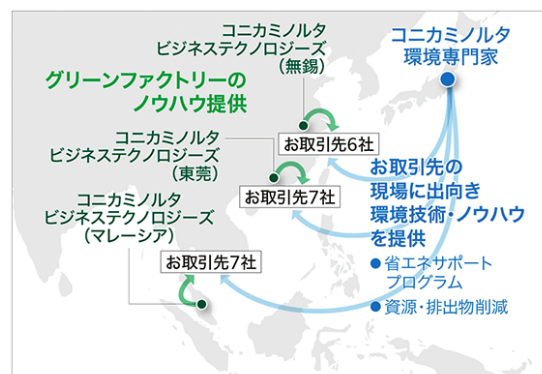 コニカミノルタ
ビジネステクノロジーズ
（無錫）
コニカミノルタ
環境専門家
グリーンファクトリーの
ノウハウ提供
お取引先6社
コニカミノルタ
ビジネステクノロジーズ
（東莞）
お取引先7社
お取引先の
現場に出向き
環境技術・ノウハウ
を提供
●省エネサポート
プログラム
●資源・排出物削減
コニカミノルタ
ビジネステクノロジーズ
（マレーシア）
お取引先7社